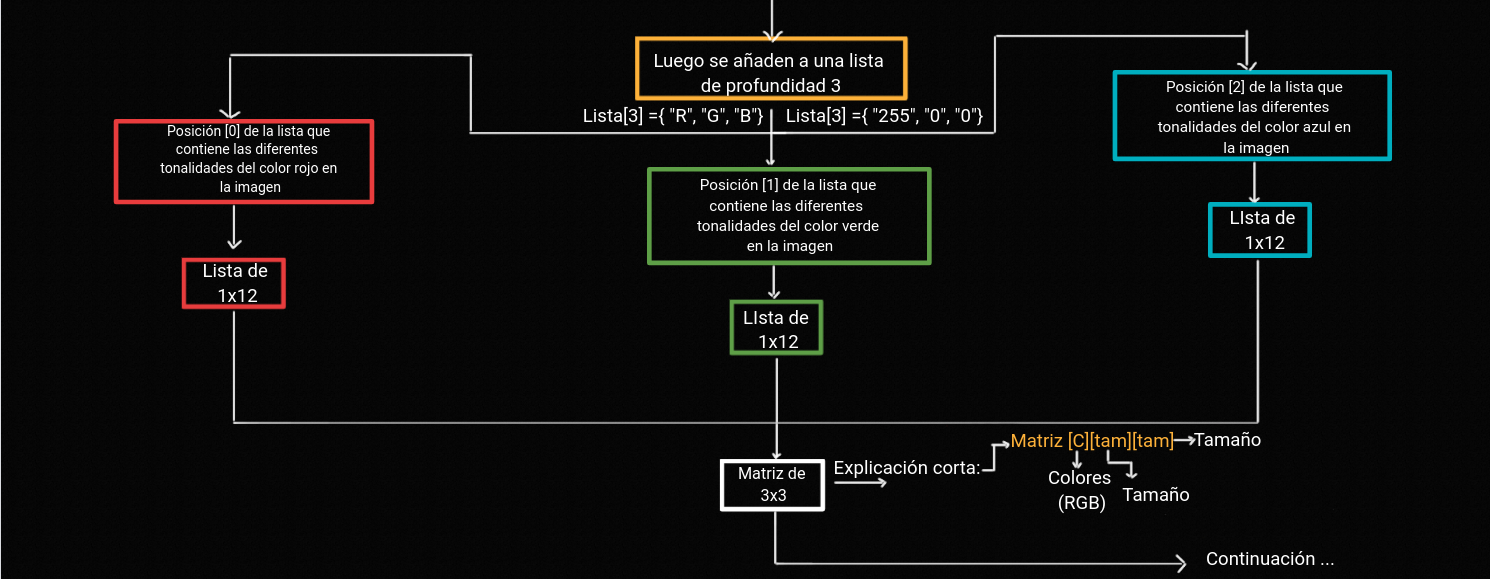 Luego se añaden a una lista
de profundidad 3
Lista[3] ={ "R", "G", "B"}
Lista[3] ={ "255", "0", "0"}
Posición [0] de la lista que
contiene las diferentes
tonalidades del color rojo en
la imagen
Lista de
1x12
Posición [1] de la lista que
contiene las diferentes
tonalidades del color verde
en la imagen
LIsta de
1x12
Posición [2] de la lista que
contiene las diferentes
tonalidades del color azul en
la imagen
LIsta de
1x12
Matriz de
3x3
Explicación corta:
Matriz [C][tam][tam]
Tamaño
Colores
(RGB)
Tamaño
Continuación ...